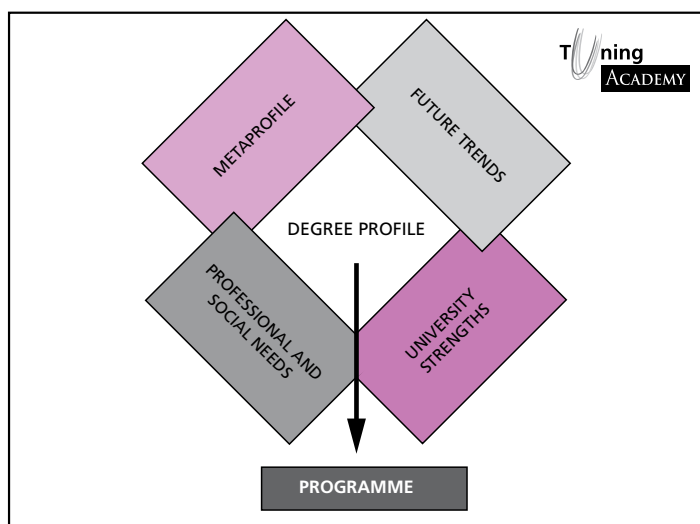 Tuning
ACADEMY
METAPROFILE
FUTURE TRENDS
DEGREE PROFILE
PROFESSIONAL AND
SOCIAL NEEDS
UNIVERSITY
STRENGTHS
PROGRAMME